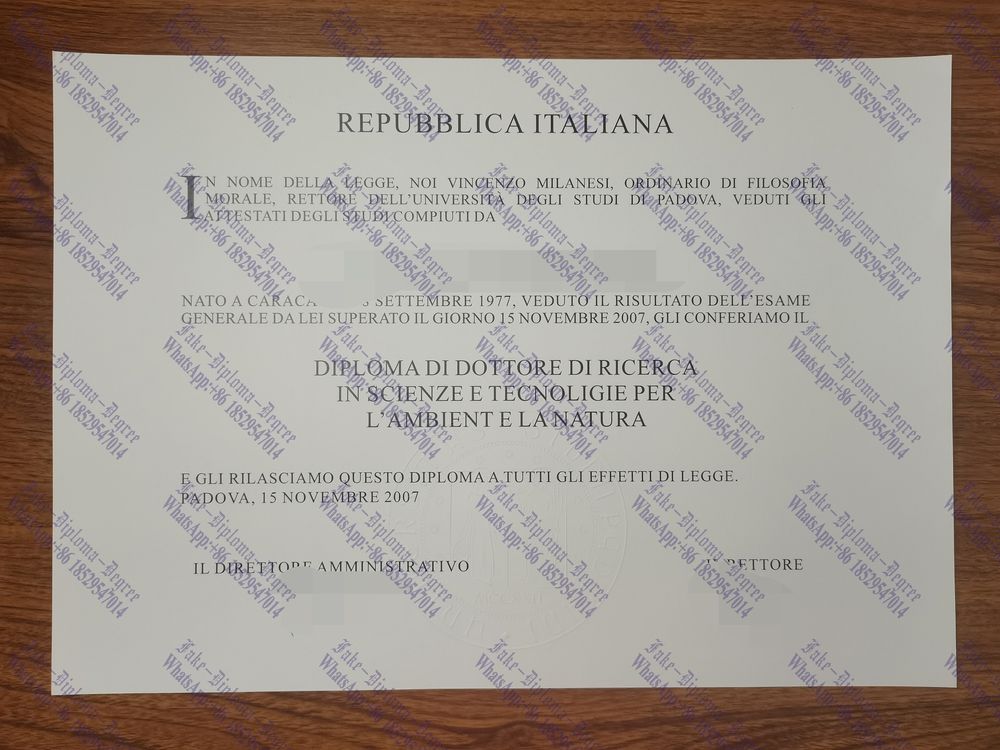 REPUBBLICA ITALIANA
IN NOME DELLA LEGGE, NOI VINCENZO MILANESI, ORDINARIO DI FILOSOFIA
MORALE, RETTORE DELL'UNIVERSITÀ DEGLI STUDI DI PADOVA, VEDUTI GLI
ATTESTATI DEGLI STUDI COMPIUTI DA
NATO A SETTEMBRE 1977, VEDUTO IL RISULTATO DELL'ESAME
GENERALE DA LEI SUPERATO IL GIORNO 15 NOVEMBRE 2007, GLI CONFERIAMO IL
DIPLOMA DI DOTTORE DI RICERCA
IN SCIENZE E TECNOLIGIE PER
L'AMBIENT E LA NATURA
E GLI RILASCIAMO QUESTO DIPLOMA A TUTTI GLI EFFETTI DI LEGGE.
PADOVA, 15 NOVEMBRE 2007
IL DIRETTORE AMMINISTRATIVO
IL RETTORE
Fake-Diploma-Degree
WhatsApp:+86 18529547014